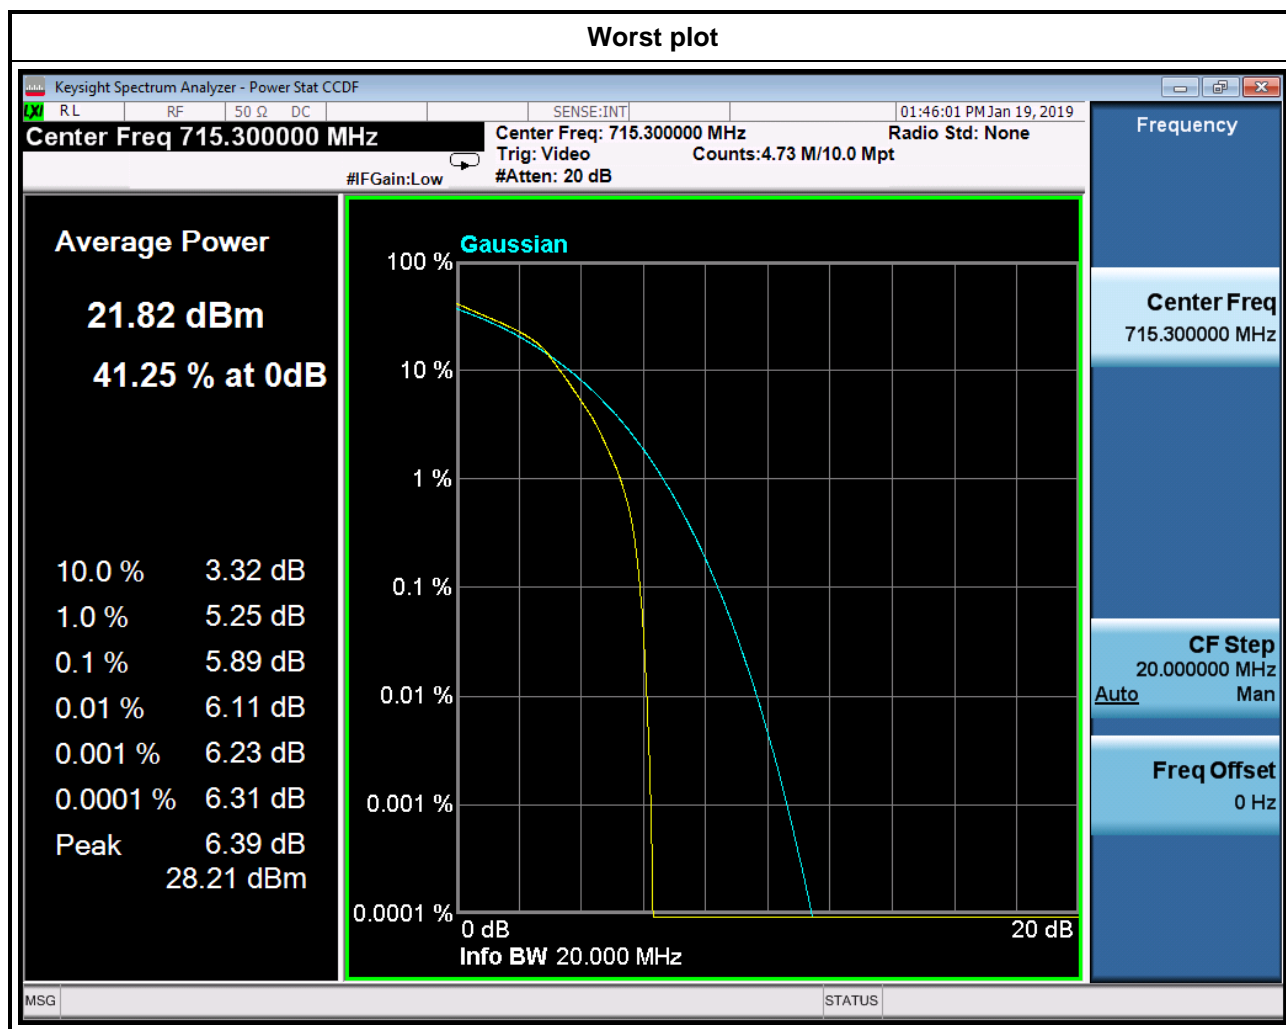 Worst plot
Keysight Spectrum Analyzer - Power Stat CCDF
LXI RL RF 50 Ω DC SENSE:INT 01:46:01 PM Jan 19, 2019
Center Freq 715.300000 MHz
Center Freq: 715.300000 MHz Radio Std: None
Trig: Video Counts:4.73 M/10.0 Mpt
#IFGain:Low #Atten: 20 dB
Frequency
Average Power
21.82 dBm
41.25 % at 0dB
10.0 % 3.32 dB
1.0 % 5.25 dB
0.1 % 5.89 dB
0.01 % 6.11 dB
0.001 % 6.23 dB
0.0001 % 6.31 dB
Peak 6.39 dB
28.21 dBm
Gaussian
100 %
10 %
1 %
0.1 %
0.01 %
0.001 %
0.0001 %
0 dB 20 dB
Info BW 20.000 MHz
Center Freq
715.300000 MHz
CF Step
20.000000 MHz
Auto Man
Freq Offset
0 Hz
MSG STATUS